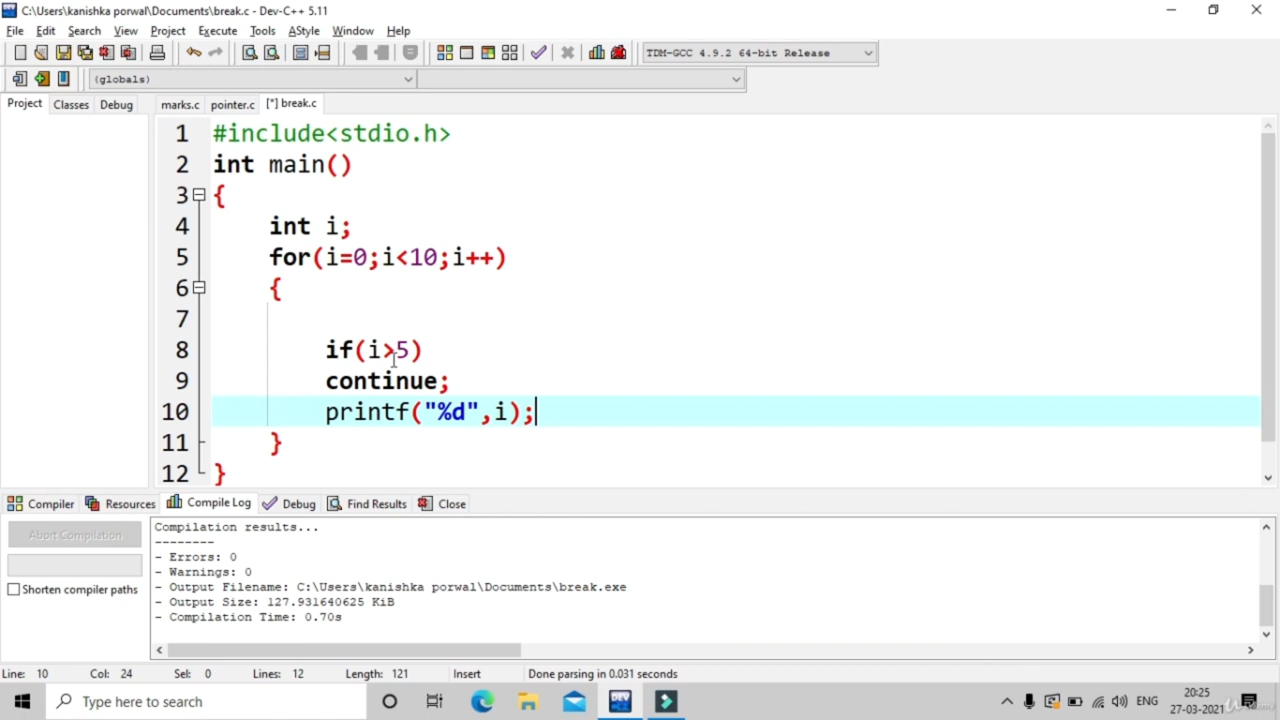 C:\Users\kanishka porwal\Documents\break.c - Dev-C++ 5.11
File Edit Search View Project Execute Tools AStyle Window Help
TDM-GCC 4.9.2 64-bit Release
(globals)
Project Classes Debug marks.c pointer.c [*] break.c
1 #include<stdio.h>
2 int main()
3 {
4 int i;
5 for(i=0;i<10;i++)
6 {
7
8 if(i>5)
9 continue;
10 printf("%d",i);
11 }
12 }
Compiler Resources Compile Log Debug Find Results Close
Abort Compilation
Shorten compiler paths
Compilation results...
--------
- Errors: 0
- Warnings: 0
- Output Filename: C:\Users\kanishka porwal\Documents\break.exe
- Output Size: 127.931640625 KiB
- Compilation Time: 0.70s
Line: 10 Col: 24 Sel: 0 Lines: 12 Length: 121 Insert Done parsing in 0.031 seconds
Type here to search
DEV
ENG
20:25
27-03-2021